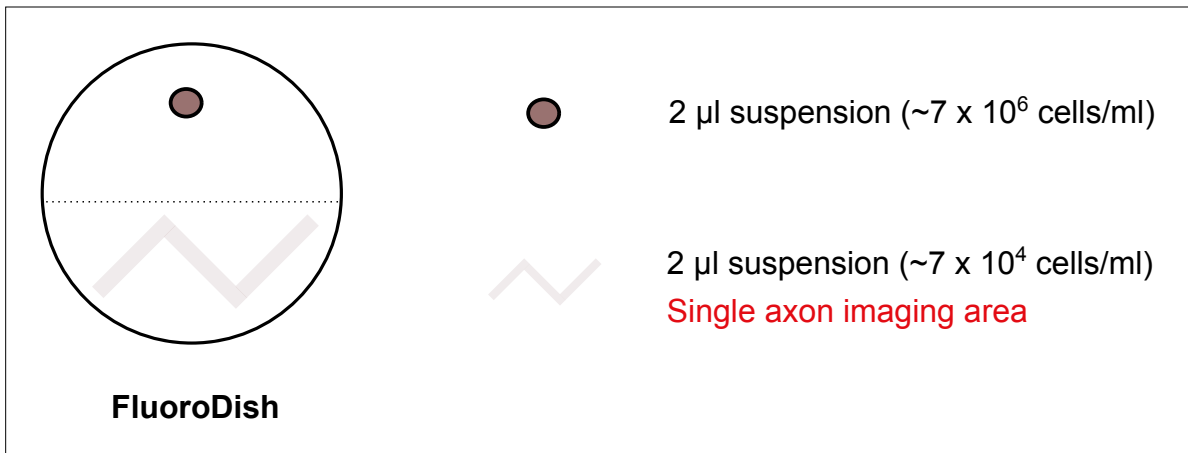 2 µl suspension (~7 x 10⁶ cells/ml)
2 µl suspension (~7 x 10⁴ cells/ml)
Single axon imaging area
FluoroDish